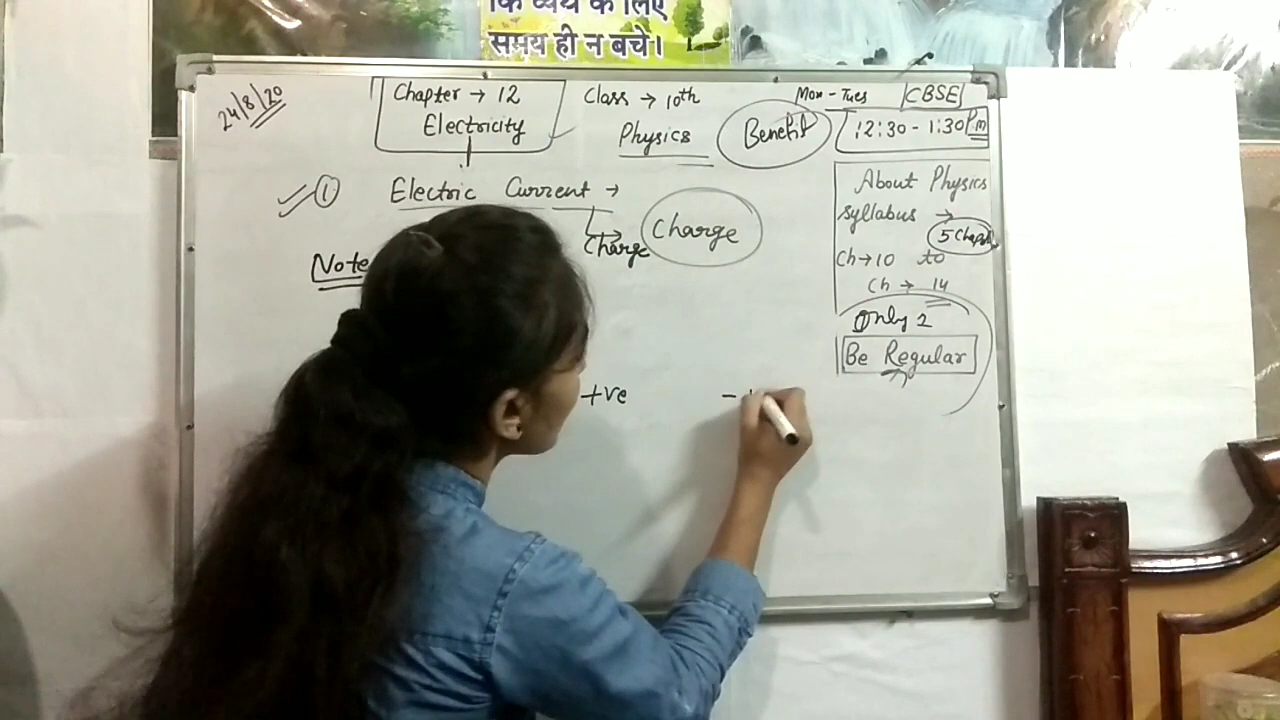 कि व्यर्थ के लिए
समय ही न बचे।
24/8/20
Chapter → 12
Electricity
Class → 10th
Physics
Benefit
Mon - Tues
CBSE
12:30 - 1:30 Pm
① Electric Current →
Charge
Charge
Note
+ve
-
About Physics
syllabus →
5 Chapt
Ch → 10 to
Ch → 14
Only 2
Be Regular